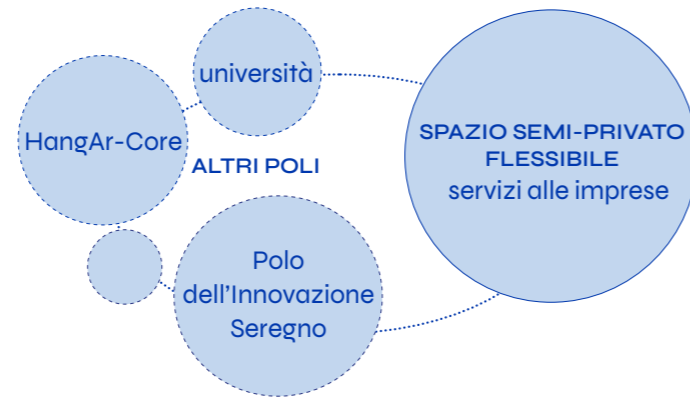 università
HangAr-Core
ALTRI POLI
SPAZIO SEMI-PRIVATO
FLESSIBILE
servizi alle imprese
Polo
dell'Innovazione
Seregno